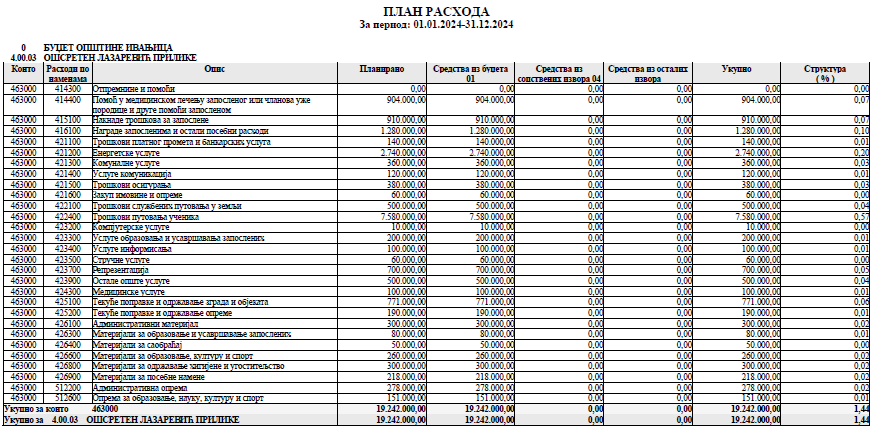 ПЛАН РАСХОДА
За период: 01.01.2024-31.12.2024
0 БУЏЕТ ОПШТИНЕ ИВАЊИЦА
4.00.03 ОШСРЕТЕН ЛАЗАРЕВИЋ ПРИЛИКЕ
Конто Расходи по наменама Опис Планирано Средства из буџета 01 Средства из сопствених извора 04 Средства из осталих извора Укупно Структура ( % )
463000 414300 Отпремнине и помоћи 0,00 0,00 0,00 0,00 0,00 0,00
463000 414400 Помоћ у медицинском лечењу запосленог или чланова уже 904.000,00 904.000,00 0,00 0,00 904.000,00 0,07
породице и друге помоћи запосленом
463000 415100 Накнаде трошкова за запослене 910.000,00 910.000,00 0,00 0,00 910.000,00 0,07
463000 416100 Награде запосленима и остали посебни расходи 1.280.000,00 1.280.000,00 0,00 0,00 1.280.000,00 0,10
463000 421100 Трошкови платног промета и банкарских услуга 140.000,00 140.000,00 0,00 0,00 140.000,00 0,01
463000 421200 Енергетске услуге 2.740.000,00 2.740.000,00 0,00 0,00 2.740.000,00 0,20
463000 421300 Комуналне услуге 360.000,00 360.000,00 0,00 0,00 360.000,00 0,03
463000 421400 Услуге комуникација 120.000,00 120.000,00 0,00 0,00 120.000,00 0,01
463000 421500 Трошкови осигурања 380.000,00 380.000,00 0,00 0,00 380.000,00 0,03
463000 421600 Закуп имовине и опреме 60.000,00 60.000,00 0,00 0,00 60.000,00 0,00
463000 422100 Трошкови службених путовања у земљи 500.000,00 500.000,00 0,00 0,00 500.000,00 0,04
463000 422400 Трошкови путовања ученика 7.580.000,00 7.580.000,00 0,00 0,00 7.580.000,00 0,57
463000 423200 Компјутерске услуге 10.000,00 10.000,00 0,00 0,00 10.000,00 0,00
463000 423300 Услуге образовања и усавршавања запослених 200.000,00 200.000,00 0,00 0,00 200.000,00 0,01
463000 423400 Услуге информисања 100.000,00 100.000,00 0,00 0,00 100.000,00 0,01
463000 423500 Стручне услуге 60.000,00 60.000,00 0,00 0,00 60.000,00 0,00
463000 423700 Репрезентација 700.000,00 700.000,00 0,00 0,00 700.000,00 0,05
463000 423900 Остале опште услуге 500.000,00 500.000,00 0,00 0,00 500.000,00 0,04
463000 424300 Медицинске услуге 100.000,00 100.000,00 0,00 0,00 100.000,00 0,01
463000 425100 Текуће поправке и одржавање зграда и објеката 771.000,00 771.000,00 0,00 0,00 771.000,00 0,06
463000 425200 Текуће поправке и одржавање опреме 190.000,00 190.000,00 0,00 0,00 190.000,00 0,01
463000 426100 Административни материјал 300.000,00 300.000,00 0,00 0,00 300.000,00 0,02
463000 426300 Материјали за образовање и усавршавање запослених 80.000,00 80.000,00 0,00 0,00 80.000,00 0,01
463000 426400 Материјали за саобраћај 50.000,00 50.000,00 0,00 0,00 50.000,00 0,00
463000 426600 Материјали за образовање, културу и спорт 260.000,00 260.000,00 0,00 0,00 260.000,00 0,02
463000 426800 Материјали за одржавање хигијене и угоститељство 300.000,00 300.000,00 0,00 0,00 300.000,00 0,02
463000 426900 Материјали за посебне намене 218.000,00 218.000,00 0,00 0,00 218.000,00 0,02
463000 512200 Административна опрема 278.000,00 278.000,00 0,00 0,00 278.000,00 0,02
463000 512600 Опрема за образовање, науку, културу и спорт 151.000,00 151.000,00 0,00 0,00 151.000,00 0,01
Укупно за конто 463000 19.242.000,00 19.242.000,00 0,00 0,00 19.242.000,00 1,44
Укупно за 4.00.03 ОШСРЕТЕН ЛАЗАРЕВИЋ ПРИЛИКЕ 19.242.000,00 19.242.000,00 0,00 0,00 19.242.000,00 1,44